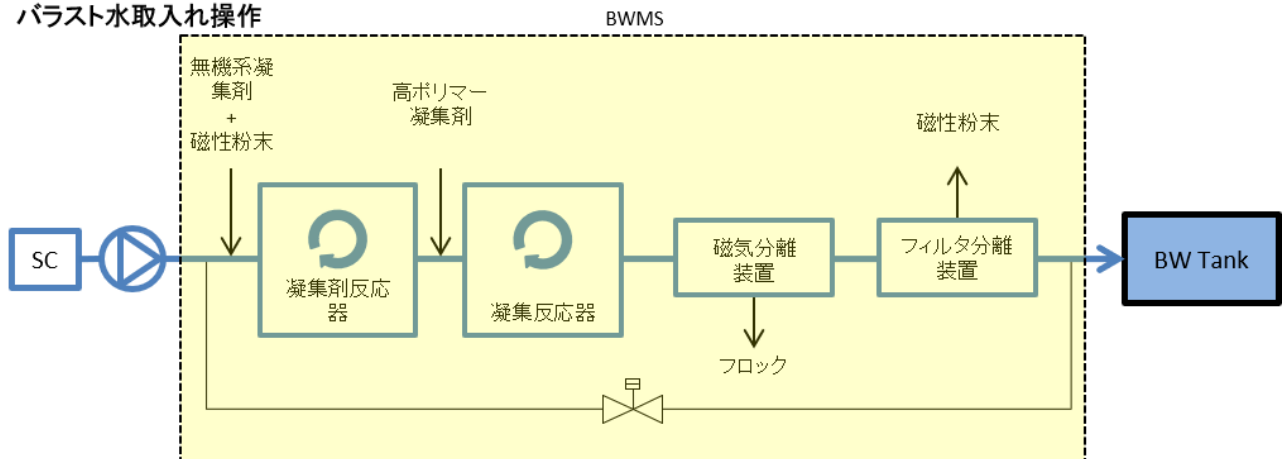 バラスト水取入れ操作
BWMS
無機系凝
集剤
+
磁性粉末
高ポリマー
凝集剤
磁性粉末
SC
凝集剤反応
器
凝集反応器
磁気分離
装置
フィルタ分離
装置
BW Tank
フロック